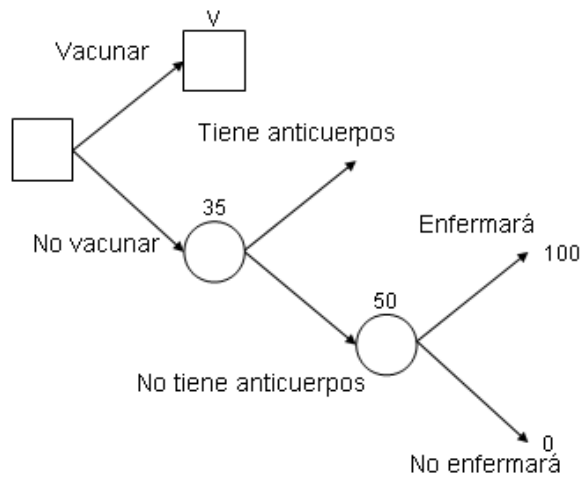 V
Vacunar
Tiene anticuerpos
35
Enfermará
No vacunar
100
50
No tiene anticuerpos
0
No enfermará